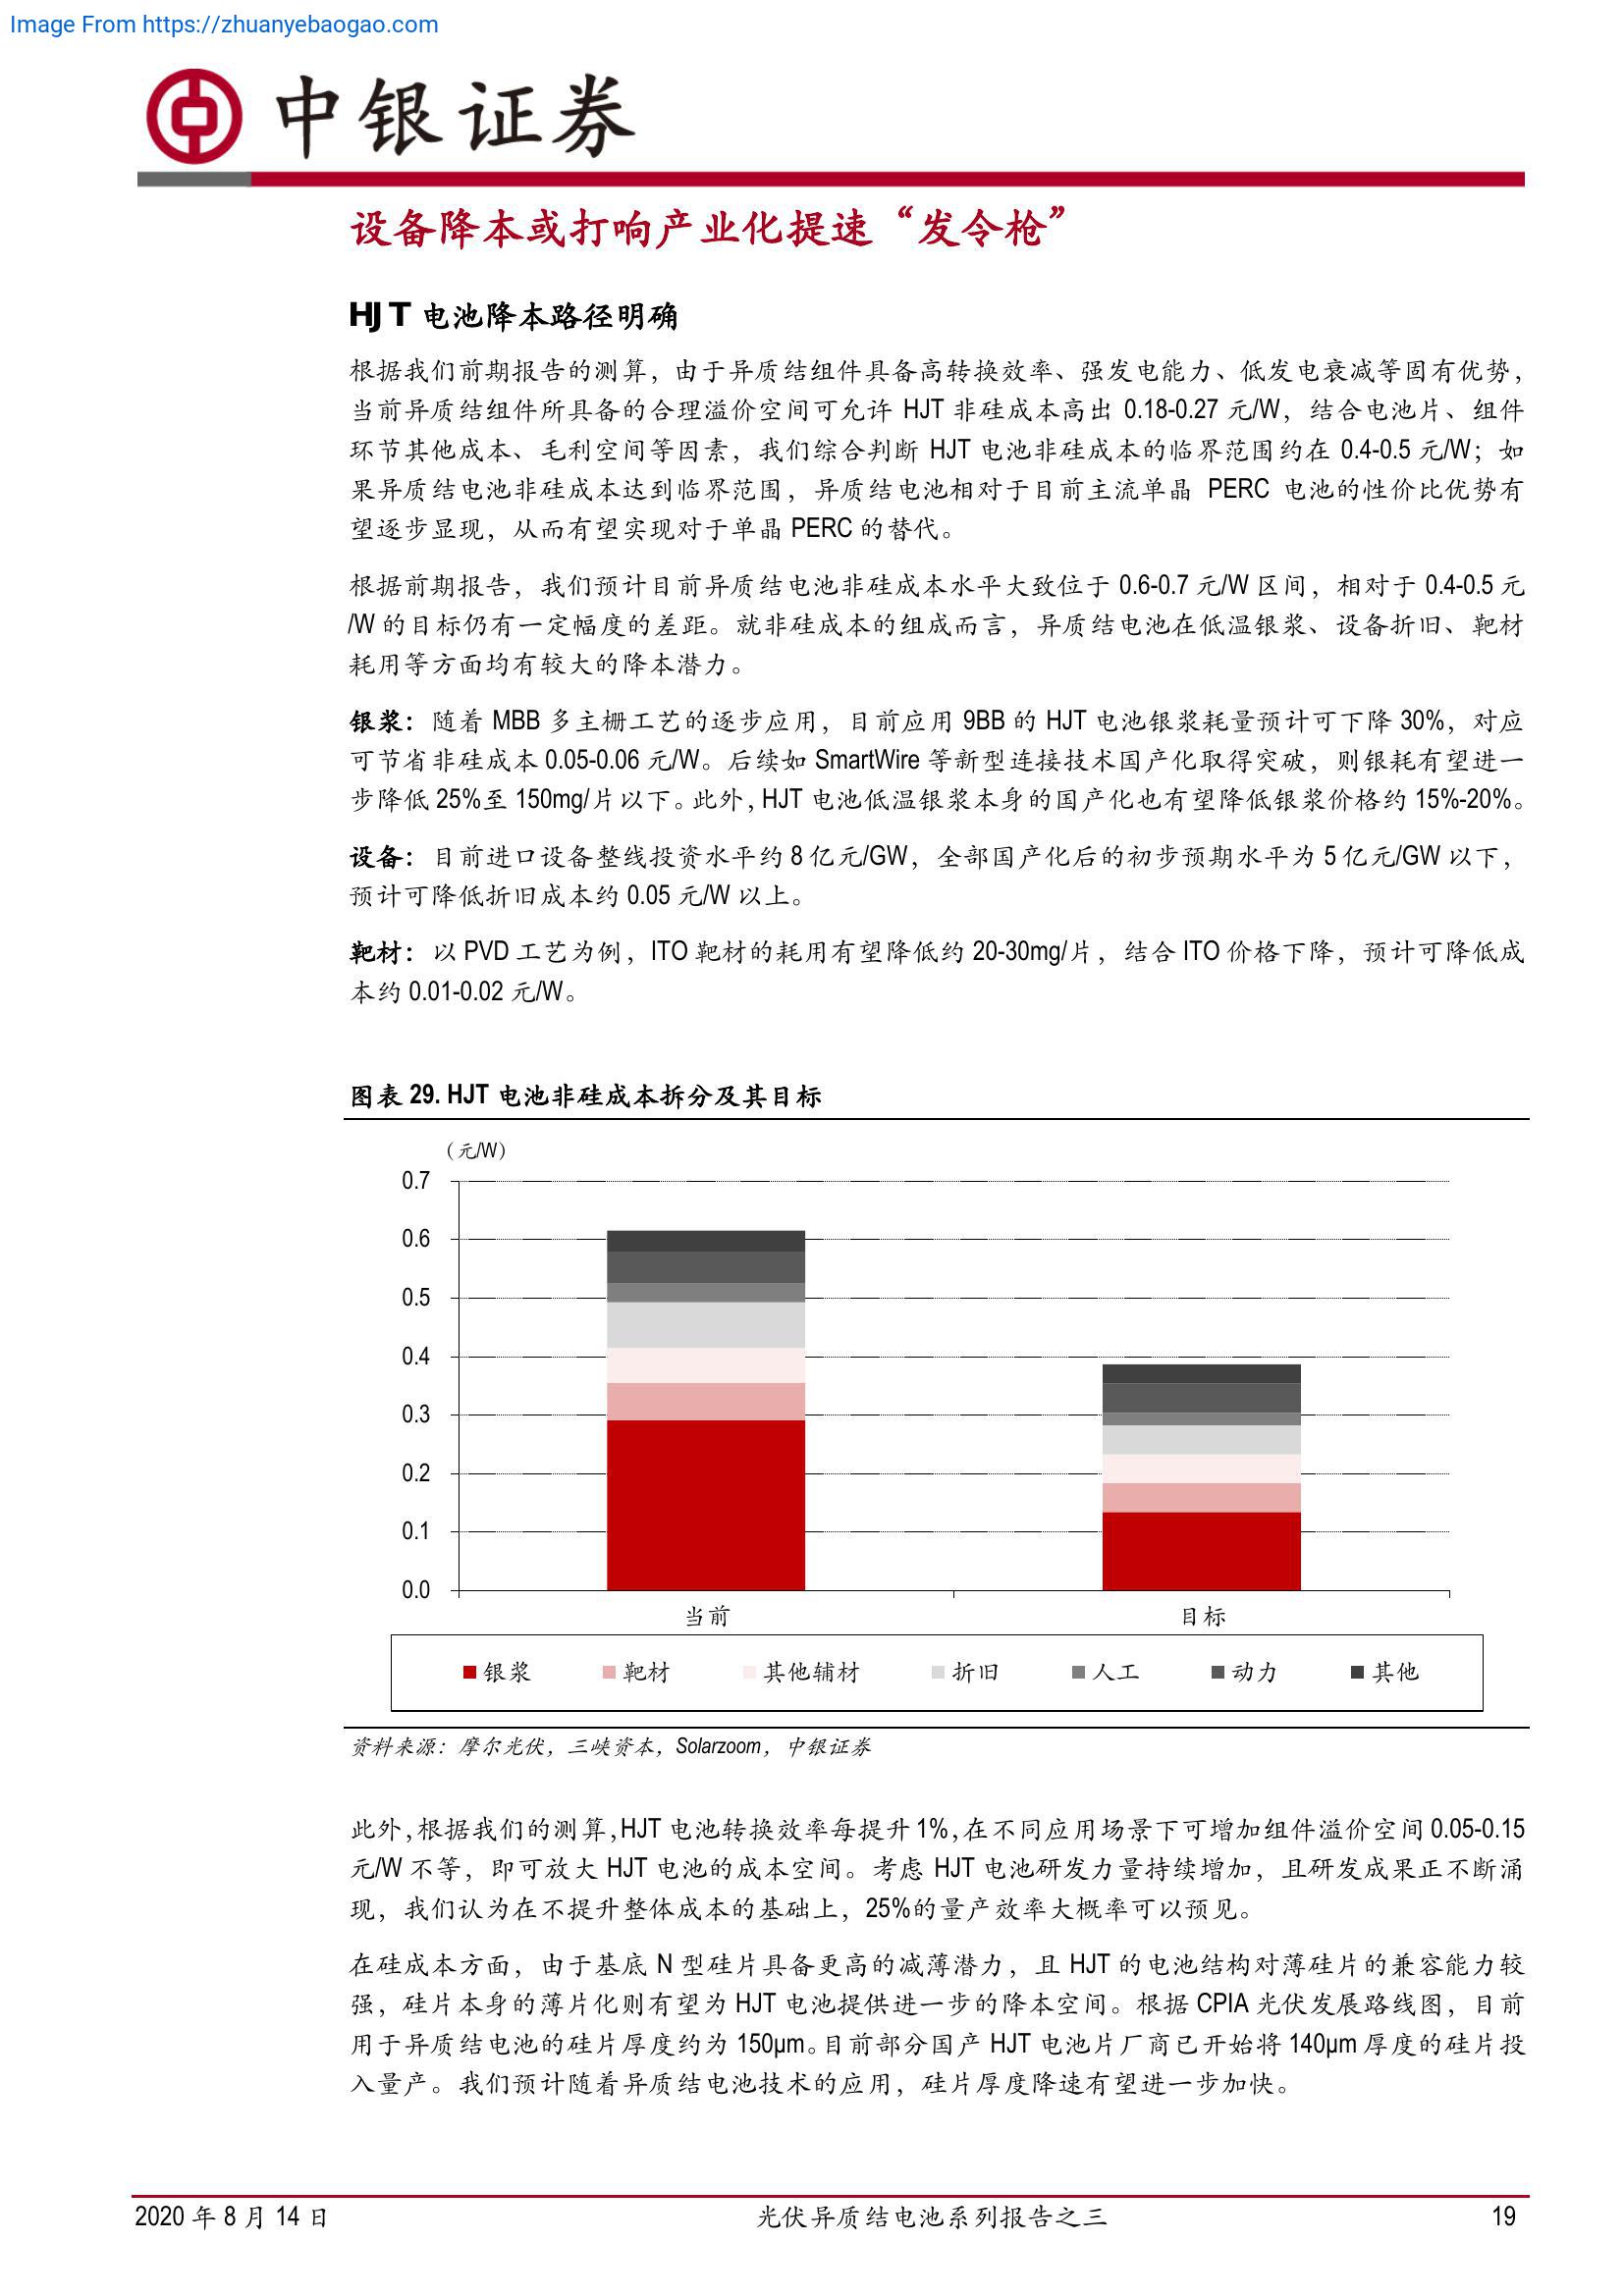 Image From https://zhuanyebaogao.com
中银证券
设备降本或打响产业化提速“发令枪”
HJT 电池降本路径明确
根据我们前期报告的测算，由于异质结组件具备高转换效率、强发电能力、低发电衰减等固有优势，
当前异质结组件所具备的合理溢价空间可允许 HJT 非硅成本高出 0.18-0.27 元/W，结合电池片、组件
环节其他成本、毛利空间等因素，我们综合判断 HJT 电池非硅成本的临界范围约在 0.4-0.5 元/W；如
果异质结电池非硅成本达到临界范围，异质结电池相对于目前主流单晶 PERC 电池的性价比优势有
望逐步显现，从而有望实现对于单晶 PERC 的替代。
根据前期报告，我们预计目前异质结电池非硅成本水平大致位于 0.6-0.7 元/W 区间，相对于 0.4-0.5 元
/W 的目标仍有一定幅度的差距。就非硅成本的组成而言，异质结电池在低温银浆、设备折旧、靶材
耗用等方面均有较大的降本潜力。
银浆：随着 MBB 多主栅工艺的逐步应用，目前应用 9BB 的 HJT 电池银浆耗量预计可下降 30%，对应
可节省非硅成本 0.05-0.06 元/W。后续如 SmartWire 等新型连接技术国产化取得突破，则银耗有望进一
步降低 25%至 150mg/片以下。此外，HJT 电池低温银浆本身的国产化也有望降低银浆价格约 15%-20%。
设备：目前进口设备整线投资水平约 8 亿元/GW，全部国产化后的初步预期水平为 5 亿元/GW 以下，
预计可降低折旧成本约 0.05 元/W 以上。
靶材：以 PVD 工艺为例，ITO 靶材的耗用有望降低约 20-30mg/片，结合 ITO 价格下降，预计可降低成
本约 0.01-0.02 元/W。
图表 29. HJT 电池非硅成本拆分及其目标
（元/W）
0.7
0.6
0.5
0.4
0.3
0.2
0.1
0.0
当前 目标
银浆 靶材 其他辅材 折旧 人工 动力 其他
资料来源：摩尔光伏，三峡资本，Solarzoom，中银证券
此外，根据我们的测算，HJT 电池转换效率每提升 1%，在不同应用场景下可增加组件溢价空间 0.05-0.15
元/W 不等，即可放大 HJT 电池的成本空间。考虑 HJT 电池研发力量持续增加，且研发成果正不断涌
现，我们认为在不提升整体成本的基础上，25%的量产效率大概率可以预见。
在硅成本方面，由于基底 N 型硅片具备更高的减薄潜力，且 HJT 的电池结构对薄硅片的兼容能力较
强，硅片本身的薄片化则有望为 HJT 电池提供进一步的降本空间。根据 CPIA 光伏发展路线图，目前
用于异质结电池的硅片厚度约为 150μm。目前部分国产 HJT 电池片厂商已开始将 140μm 厚度的硅片投
入量产。我们预计随着异质结电池技术的应用，硅片厚度降速有望进一步加快。
2020 年 8 月 14 日 光伏异质结电池系列报告之三 19